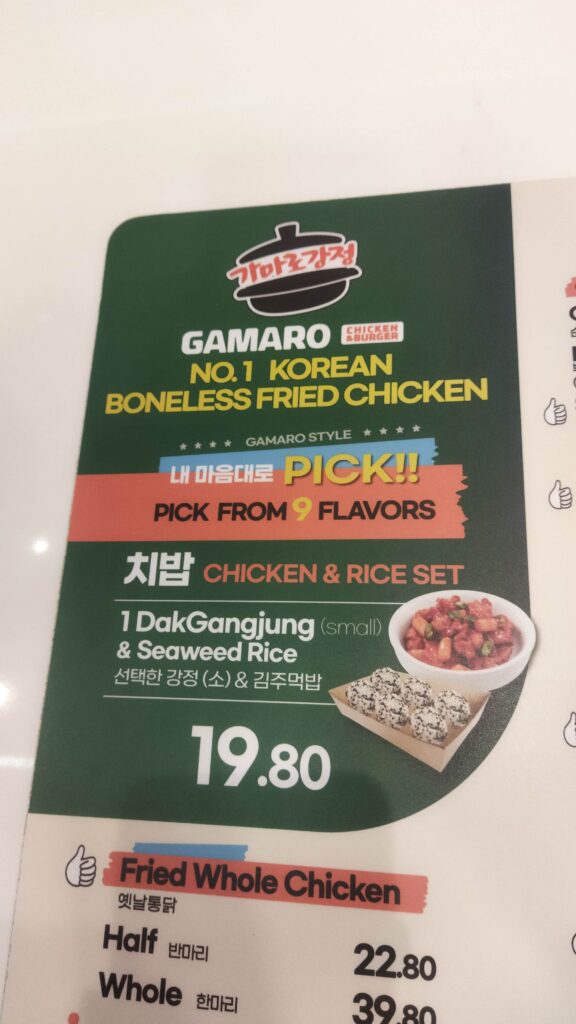 가마로강정
GAMARO CHICKEN & BURGER
NO.1 KOREAN
BONELESS FRIED CHICKEN
GAMARO STYLE
내 마음대로 PICK!!
PICK FROM 9 FLAVORS
치밥 CHICKEN & RICE SET
1 DakGangjung (small)
& Seaweed Rice
선택한 강정 (소) & 김주먹밥
19.80
Fried Whole Chicken
옛날통닭
Half 반마리 22.80
Whole 한마리 39.80